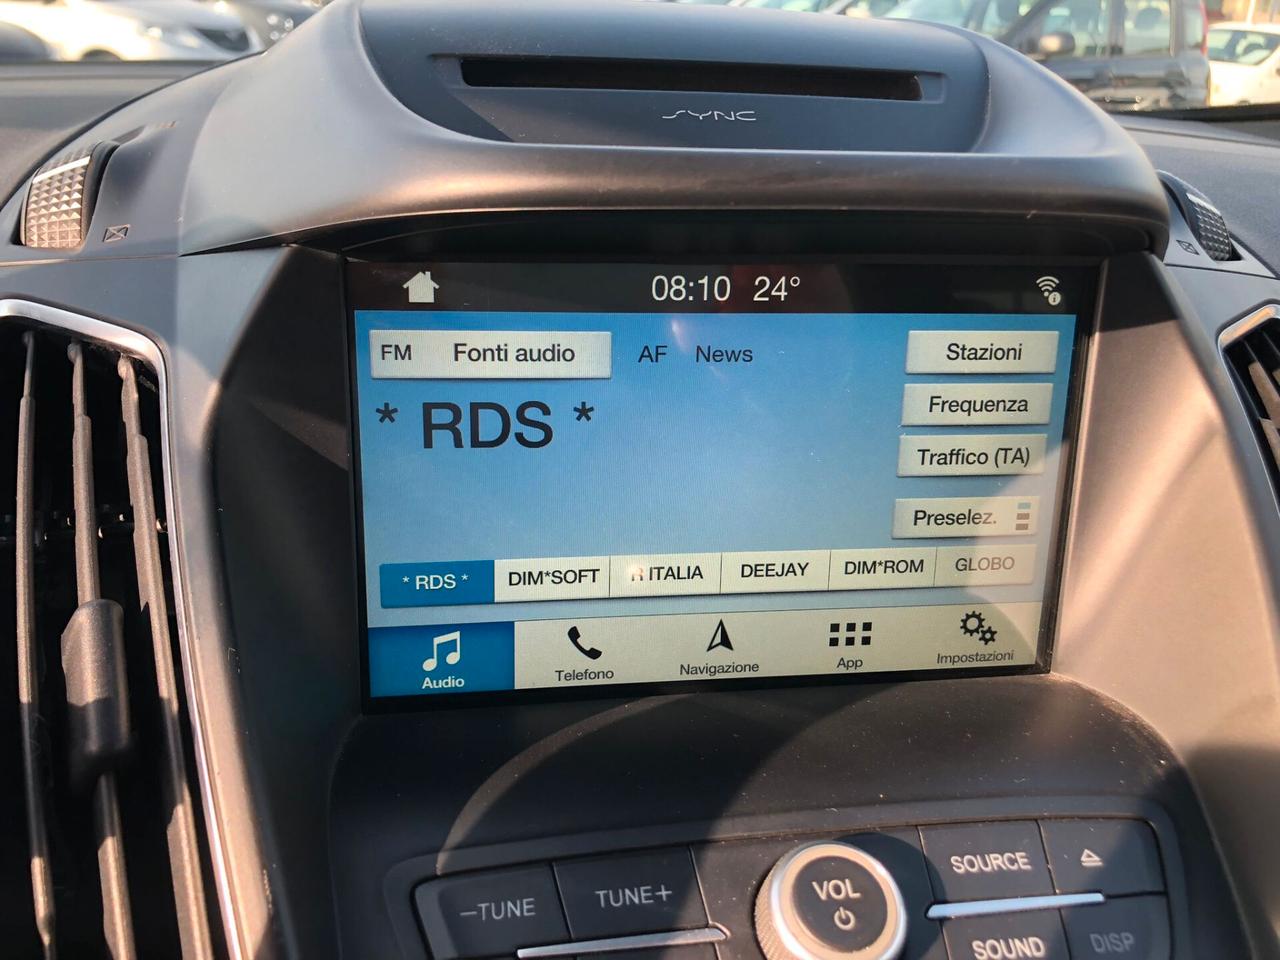 SYNC
08:10 24°
FM Fonti audio AF News Stazioni
* RDS * Frequenza
Traffico (TA)
Preselez.
* RDS * DIM*SOFT R ITALIA DEEJAY DIM*ROM GLOBO
Audio Telefono Navigazione App Impostazioni
–TUNE TUNE+ VOL SOURCE
SOUND DISP